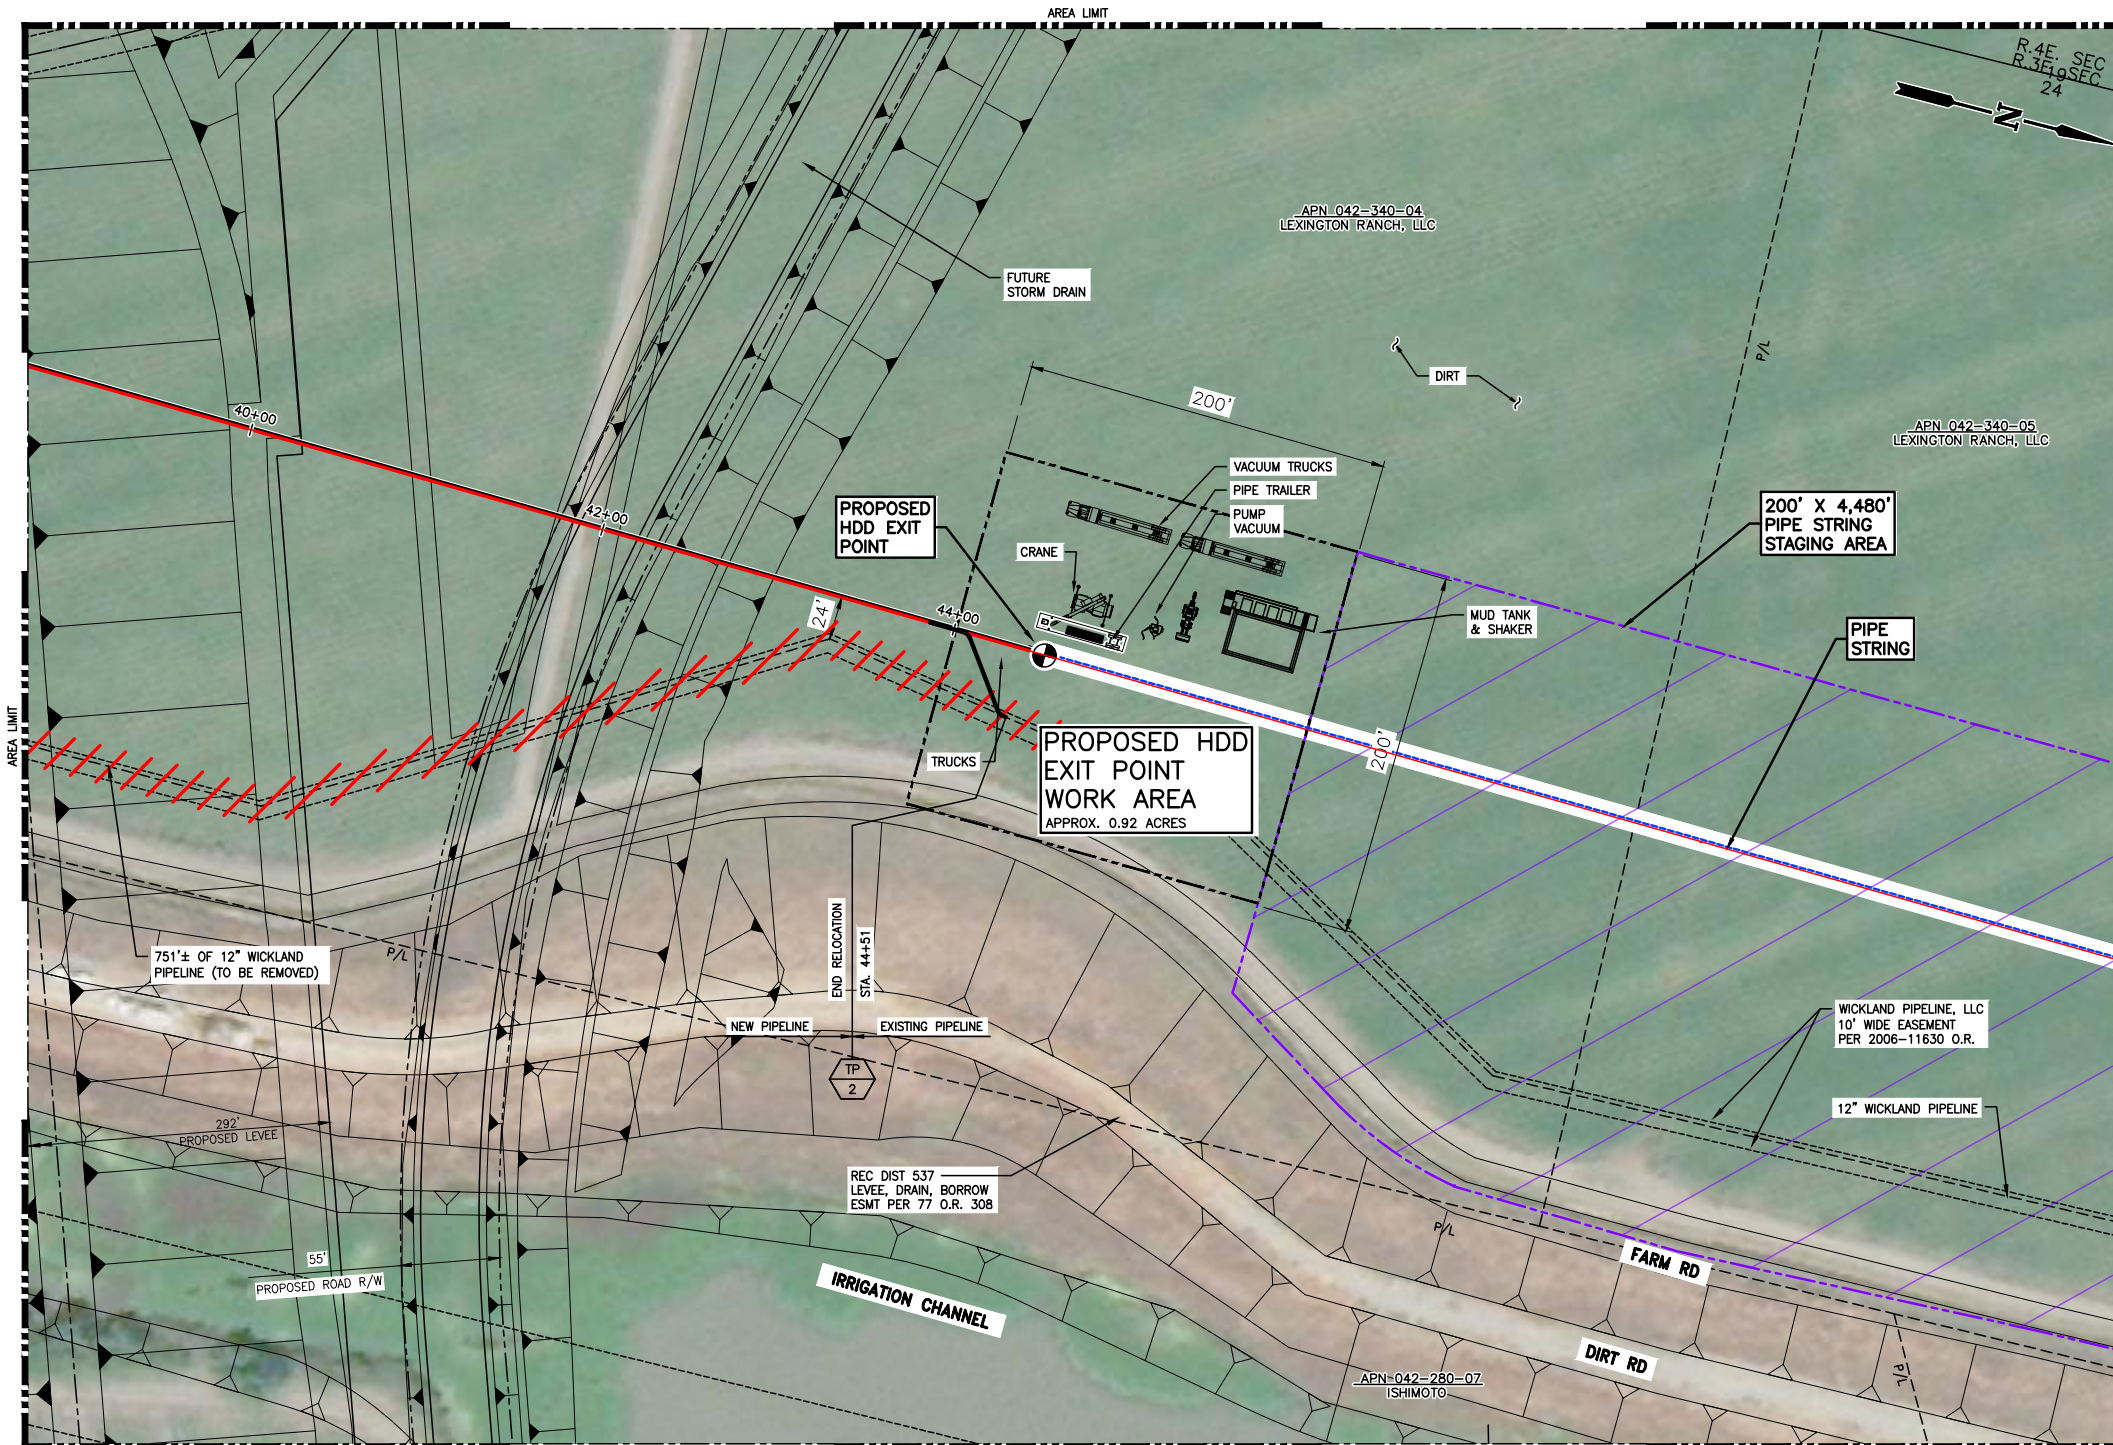 AREA LIMIT
R.4E. SEC
19
R.3E. SEC
24
N
APN 042-340-04
LEXINGTON RANCH, LLC
FUTURE
STORM DRAIN
P/L
DIRT
200'
40+00
APN 042-340-05
LEXINGTON RANCH, LLC
VACUUM TRUCKS
PIPE TRAILER
PUMP
VACUUM
PROPOSED
HDD EXIT
POINT
42+00
200' X 4,480'
PIPE STRING
STAGING AREA
CRANE
24'
44+00
MUD TANK
& SHAKER
PIPE
STRING
AREA LIMIT
TRUCKS
PROPOSED HDD
EXIT POINT
WORK AREA
APPROX. 0.92 ACRES
200'
751'± OF 12" WICKLAND
PIPELINE (TO BE REMOVED)
P/L
END RELOCATION
STA. 44+51
NEW PIPELINE
EXISTING PIPELINE
TP
2
WICKLAND PIPELINE, LLC
10' WIDE EASEMENT
PER 2006-11630 O.R.
12" WICKLAND PIPELINE
292'
PROPOSED LEVEE
REC DIST 537
LEVEE, DRAIN, BORROW
ESMT PER 77 O.R. 308
P/L
FARM RD
55'
PROPOSED ROAD R/W
IRRIGATION CHANNEL
DIRT RD
P/L
APN 042-280-07
ISHIMOTO